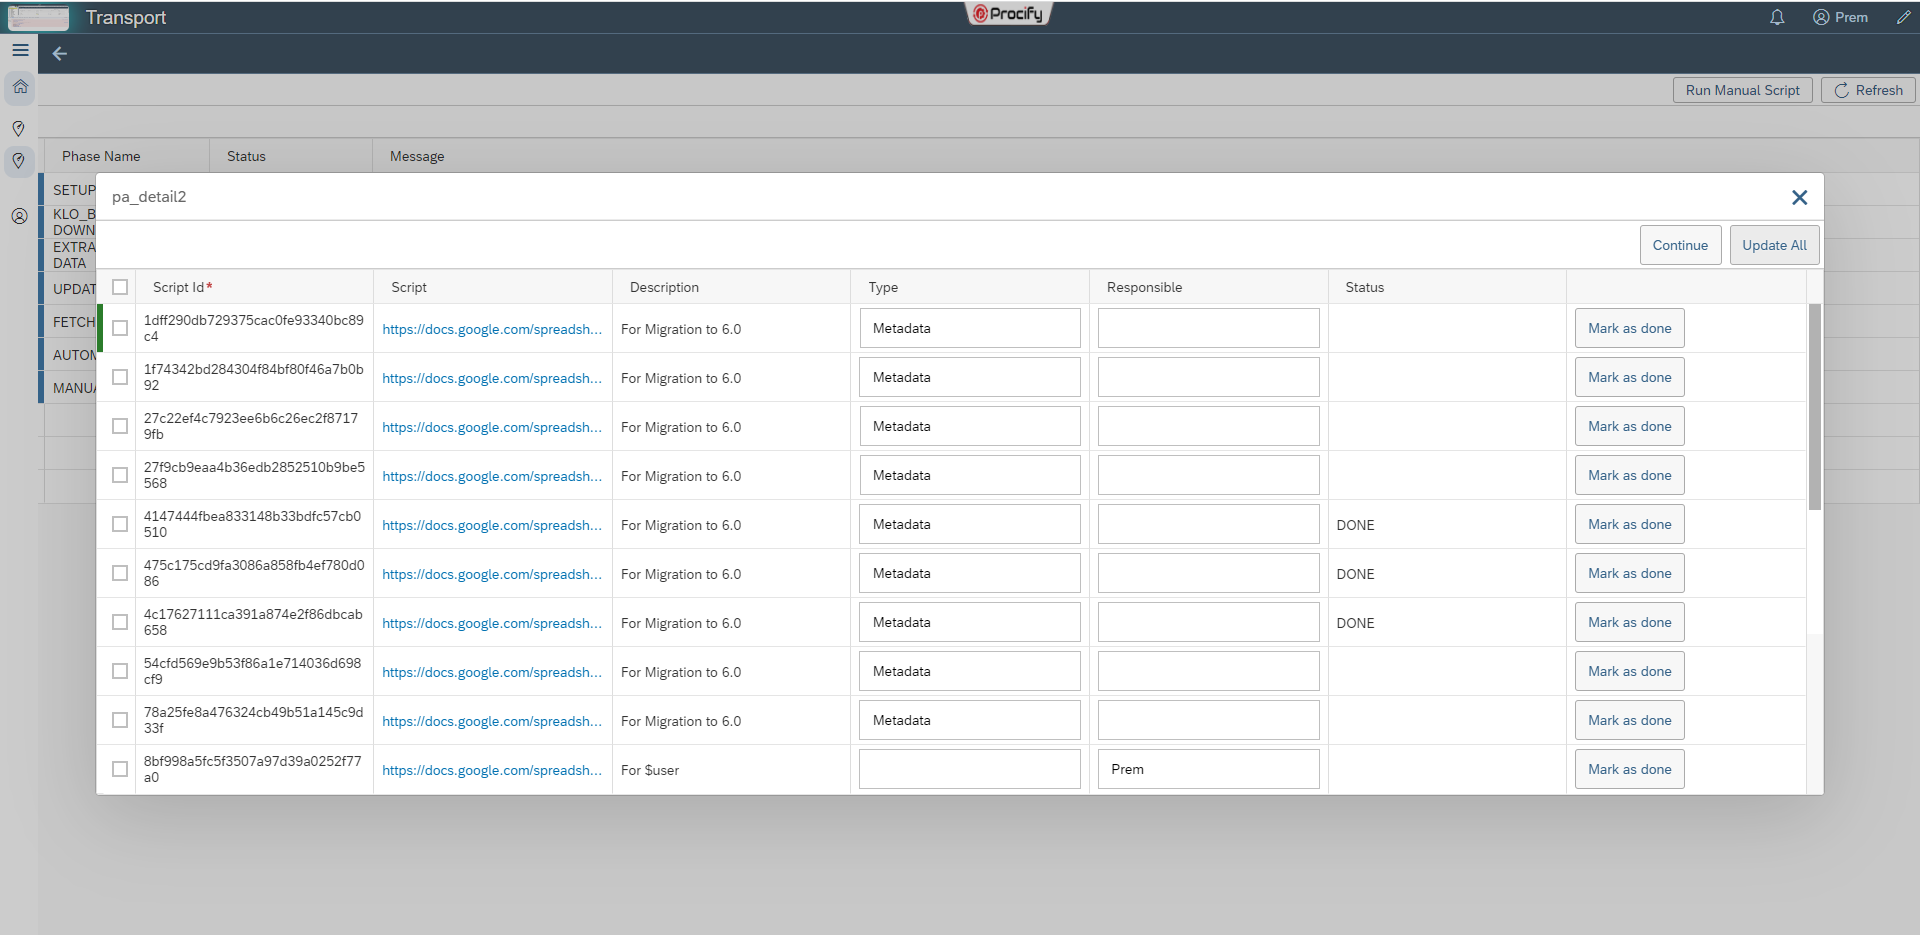 Transport
Procify
Prem
Run Manual Script
Refresh
Phase Name Status Message
SETUP
KLO_B
DOWN
EXTRA
DATA
UPDAT
FETCH
AUTOM
MANUA
pa_detail2
Continue Update All
Script Id* Script Description Type Responsible Status
1dff290db729375cac0fe93340bc89
c4
https://docs.google.com/spreadsh... For Migration to 6.0 Metadata Mark as done
1f74342bd284304f84bf80f46a7b0b
92
https://docs.google.com/spreadsh... For Migration to 6.0 Metadata Mark as done
27c22ef4c7923ee6b6c26ec2f8717
9fb
https://docs.google.com/spreadsh... For Migration to 6.0 Metadata Mark as done
27f9cb9eaa4b36edb2852510b9be5
568
https://docs.google.com/spreadsh... For Migration to 6.0 Metadata Mark as done
4147444fbea833148b33bdfc57cb0
510
https://docs.google.com/spreadsh... For Migration to 6.0 Metadata DONE Mark as done
475c175cd9fa3086a858fb4ef780d0
86
https://docs.google.com/spreadsh... For Migration to 6.0 Metadata DONE Mark as done
4c17627111ca391a874e2f86dbcab
658
https://docs.google.com/spreadsh... For Migration to 6.0 Metadata DONE Mark as done
54cfd569e9b53f86a1e714036d698
cf9
https://docs.google.com/spreadsh... For Migration to 6.0 Metadata Mark as done
78a25fe8a476324cb49b51a145c9d
33f
https://docs.google.com/spreadsh... For Migration to 6.0 Metadata Mark as done
8bf998a5fc5f3507a97d39a0252f77
a0
https://docs.google.com/spreadsh... For $user Prem Mark as done